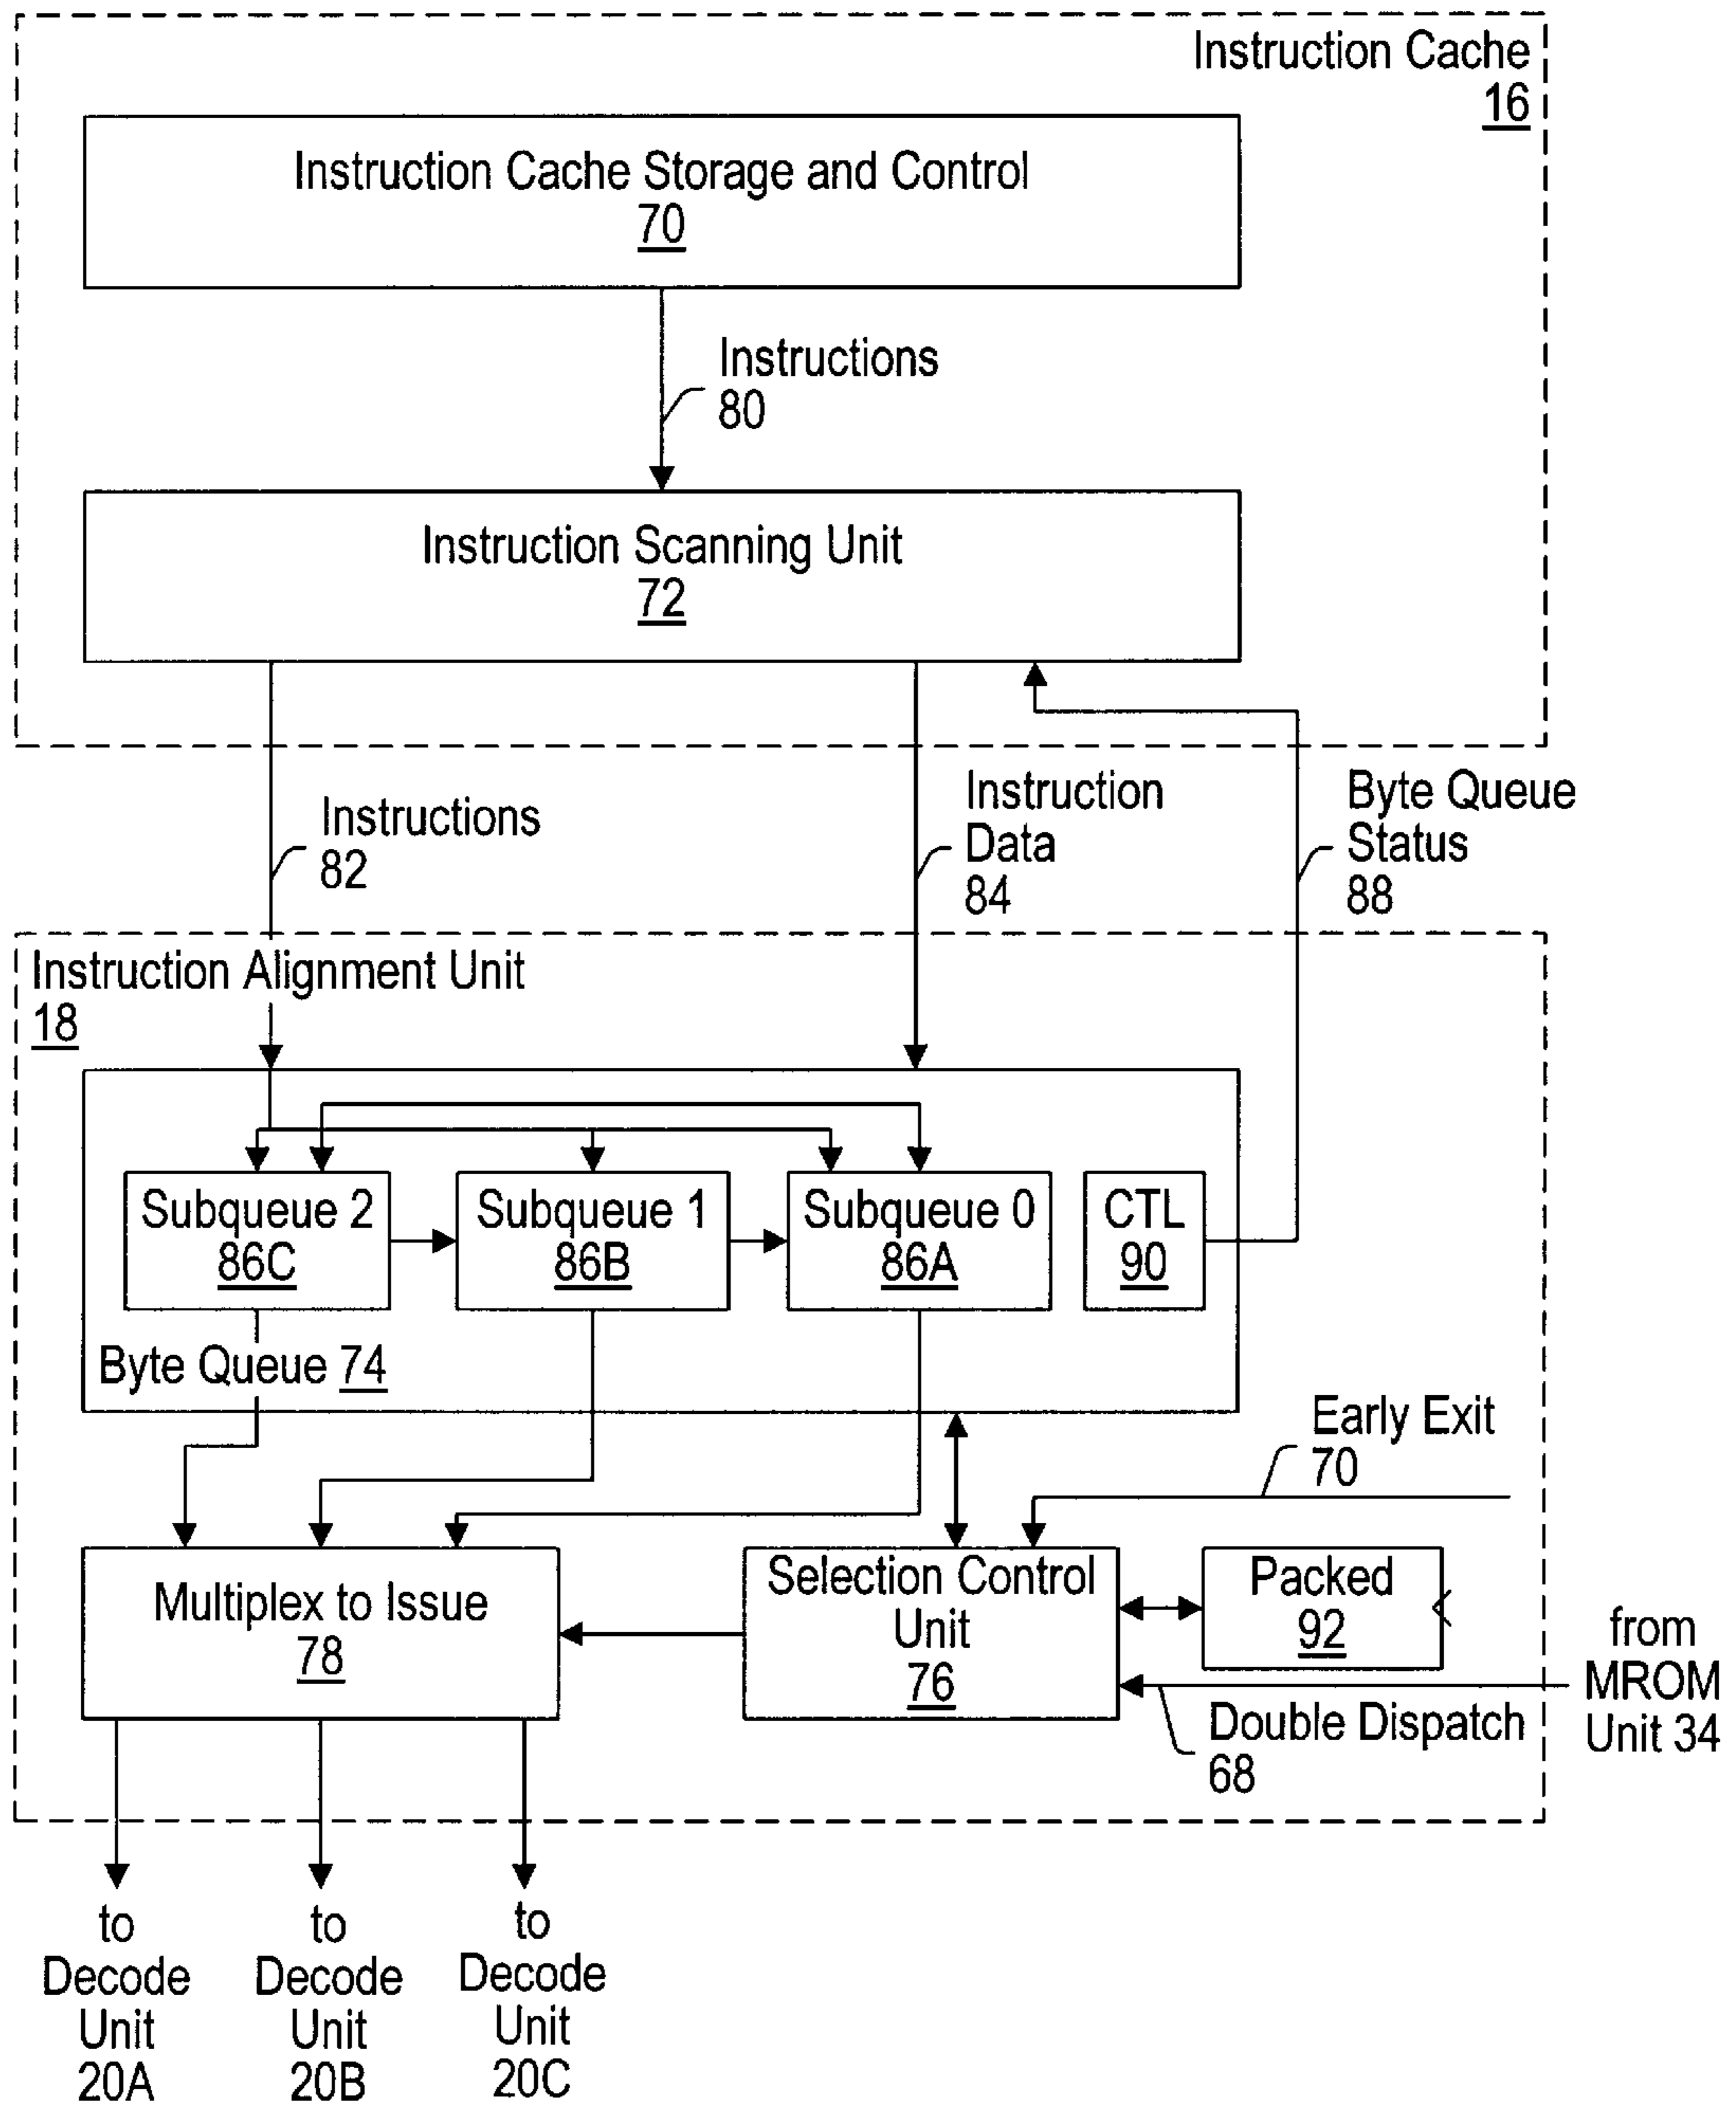 Instruction Cache
16
Instruction Cache Storage and Control
70
Instructions
80
Instruction Scanning Unit
72
Instructions
82
Instruction
Data
84
Byte Queue
Status
88
Instruction Alignment Unit
18
Subqueue 2
86C
Subqueue 1
86B
Subqueue 0
86A
CTL
90
Byte Queue 74
Early Exit
70
Multiplex to Issue
78
Selection Control
Unit
76
Packed
92
from
MROM
Unit 34
Double Dispatch
68
to
Decode
Unit
20A
to
Decode
Unit
20B
to
Decode
Unit
20C